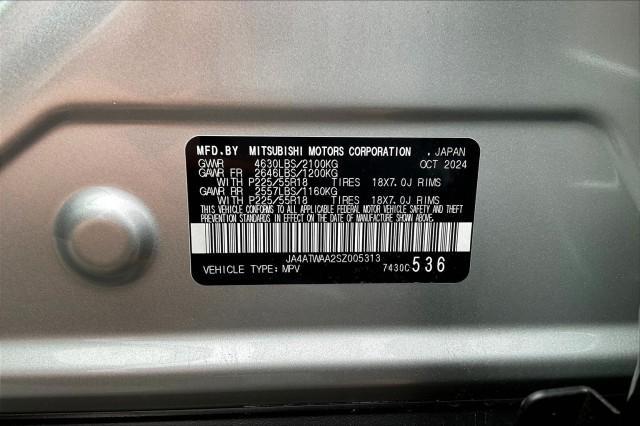 MFD.BY MITSUBISHI MOTORS CORPORATION . JAPAN
GVWR 4630LBS/2100KG OCT 2024
GAWR FR 2646LBS/1200KG
WITH P225/55R18 TIRES 18X7.0J RIMS
GAWR RR 2557LBS/1160KG
WITH P225/55R18 TIRES 18X7.0J RIMS
THIS VEHICLE CONFORMS TO ALL APPLICABLE FEDERAL MOTOR VEHICLE SAFETY AND
THEFT PREVENTION STANDARDS IN EFFECT ON THE DATE OF MANUFACTURE SHOWN ABOVE.
JA4ATWAA2SZ005313
VEHICLE TYPE: MPV 7430C 536